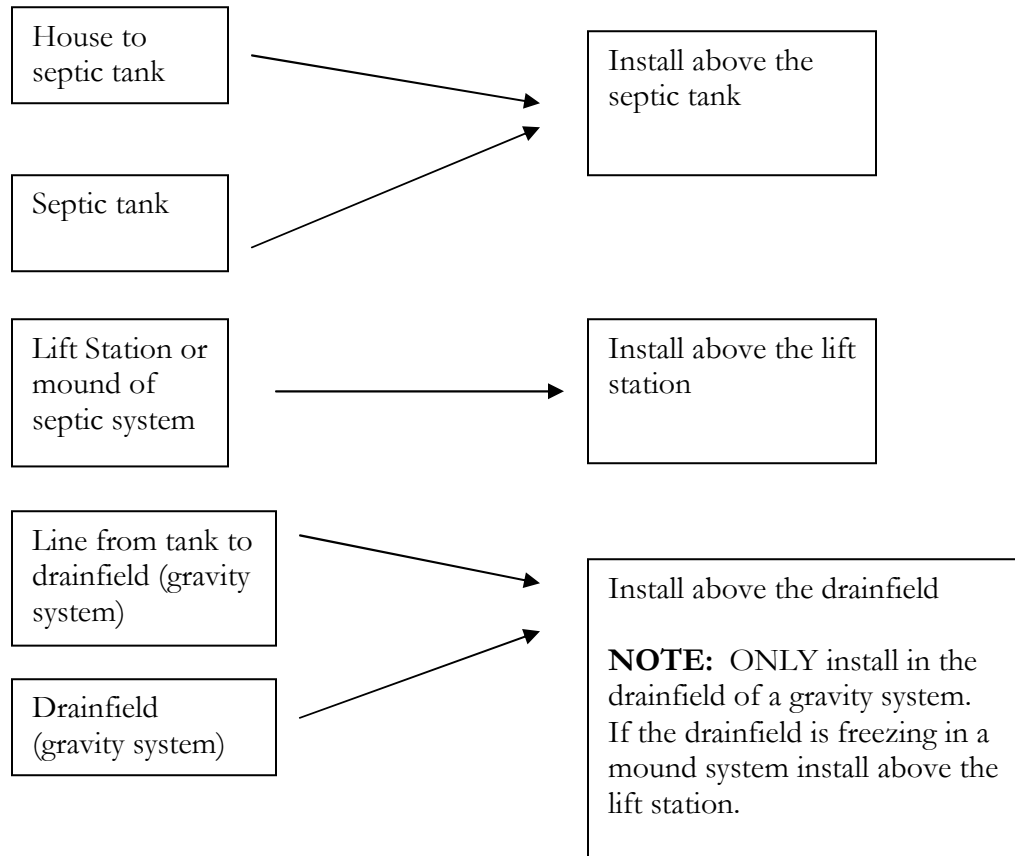 House to
septic tank
Install above the
septic tank
Septic tank
Lift Station or
mound of
septic system
Install above the lift
station
Line from tank to
drainfield (gravity
system)
Drainfield
(gravity system)
Install above the drainfield
NOTE:  ONLY install in the
drainfield of a gravity system.
If the drainfield is freezing in a
mound system install above the
lift station.